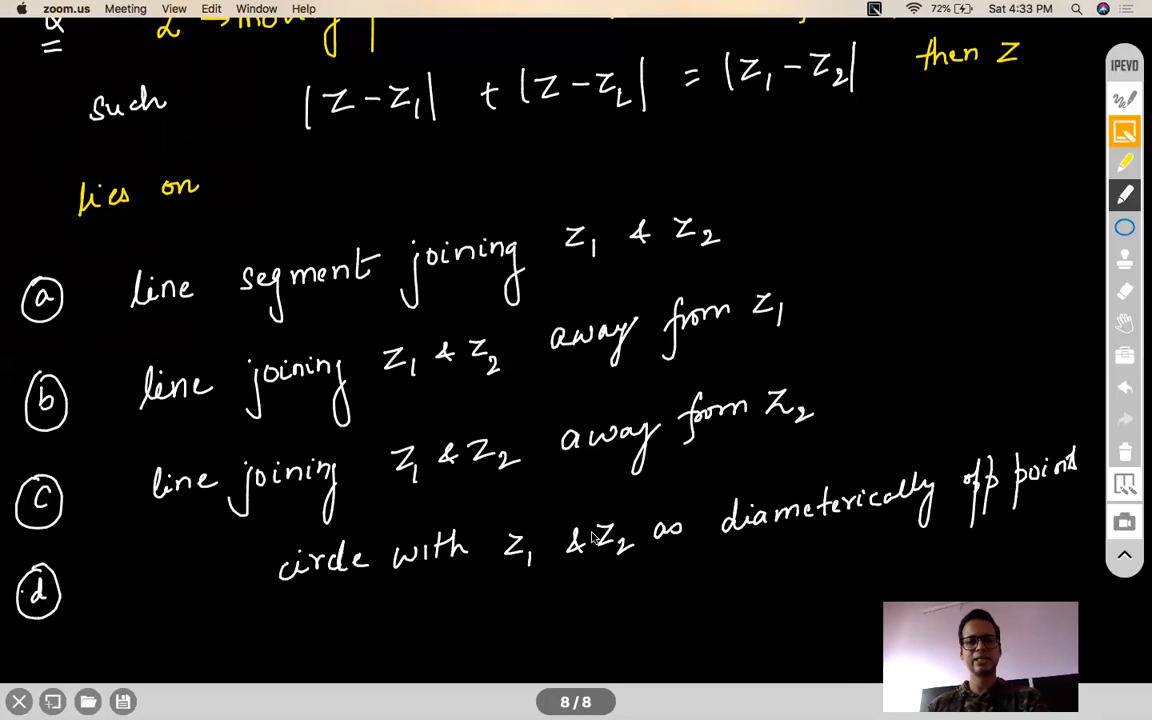 zoom.us Meeting View Edit Window Help 72% Sat 4:33 PM
Q
such |z-z₁| + |z-z₂| = |z₁-z₂| then z
lies on
IPEVO
(a) line segment joining z₁ & z₂
(b) line joining z₁ & z₂ away from z₁
(c) line joining z₁ & z₂ away from z₂
(d) circle with z₁ & z₂ as diameterically opp point
8/8